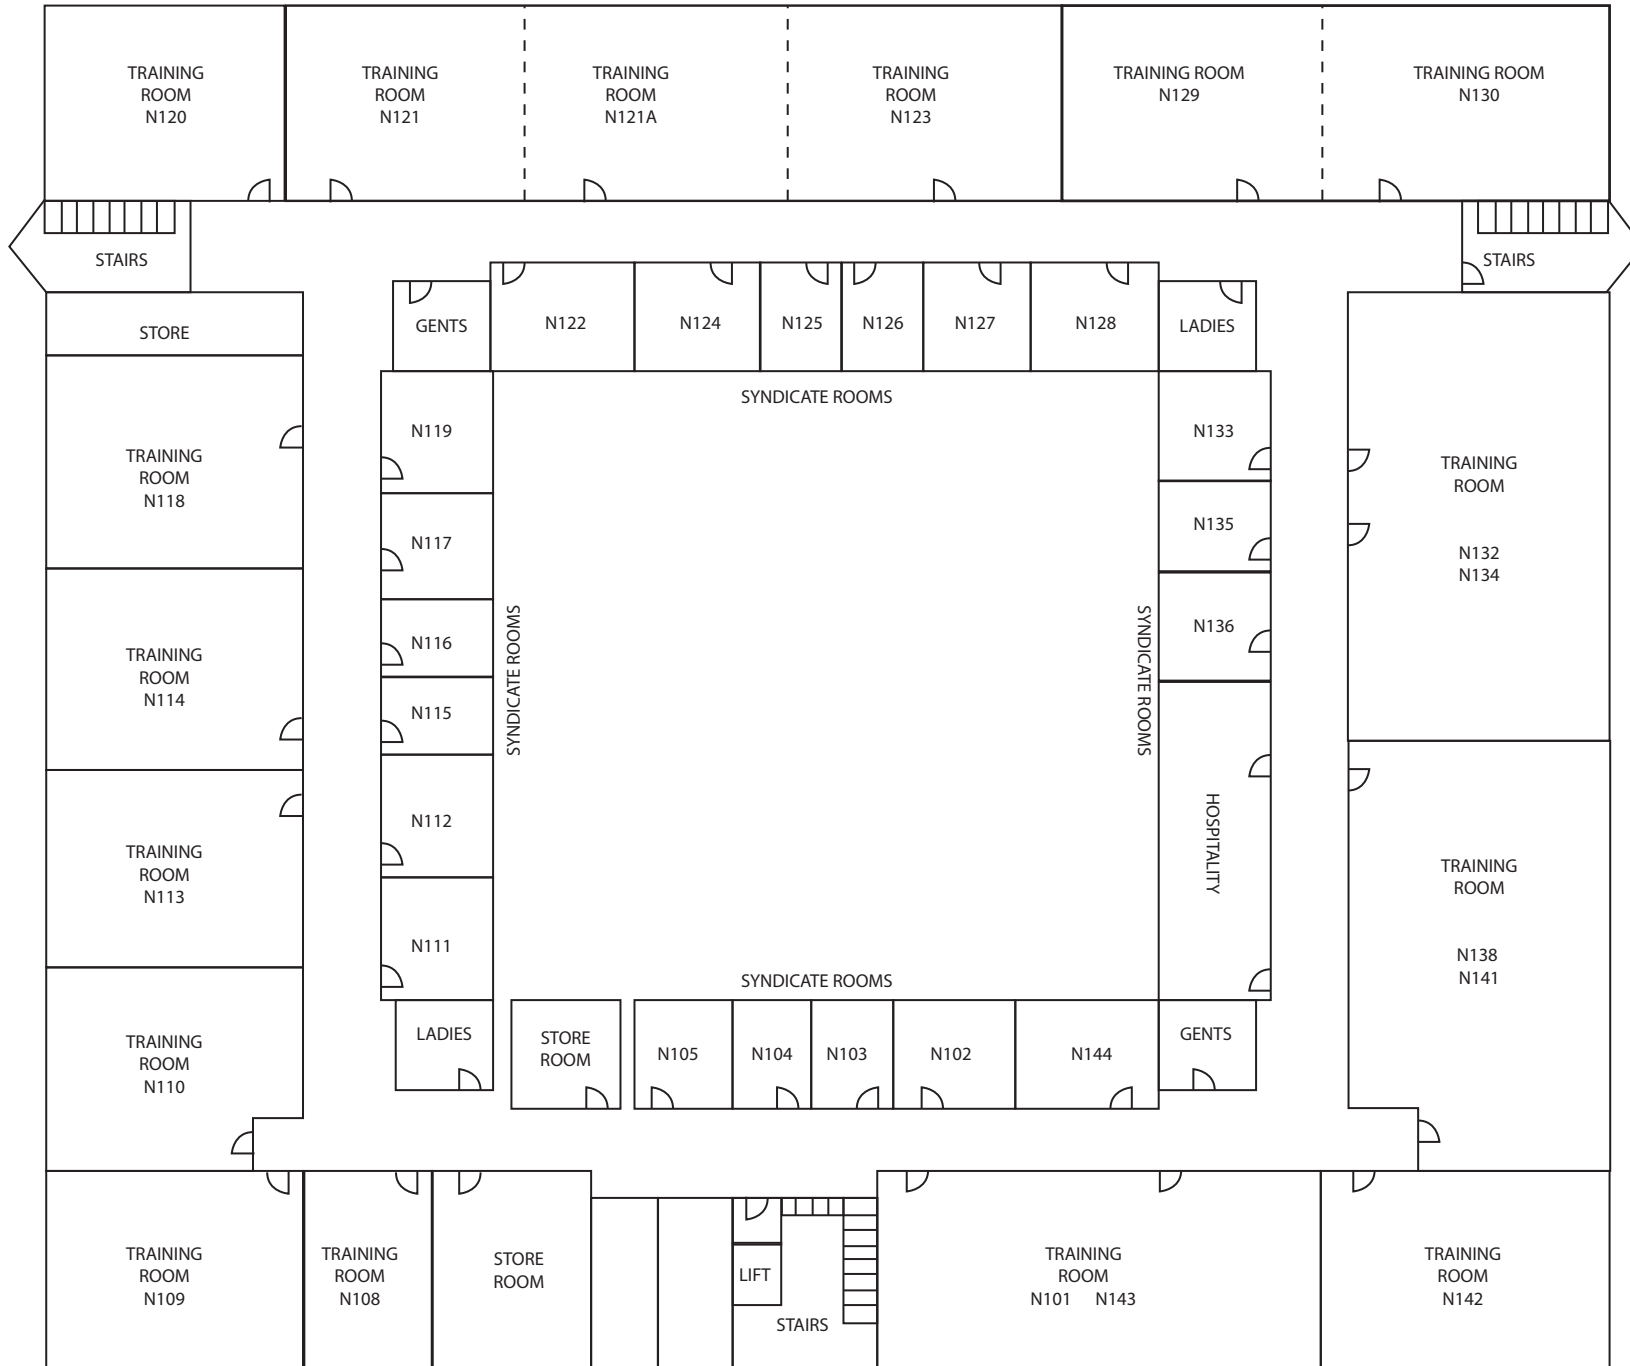 TRAINING
ROOM
N120
TRAINING
ROOM
N121
TRAINING
ROOM
N121A
TRAINING
ROOM
N123
TRAINING ROOM
N129
TRAINING ROOM
N130
STAIRS
STAIRS
STORE
GENTS
N122
N124
N125
N126
N127
N128
LADIES
SYNDICATE ROOMS
TRAINING
ROOM
N118
N119
N117
N116
N115
N112
N111
SYNDICATE ROOMS
SYNDICATE ROOMS
N133
N135
N136
HOSPITALITY
TRAINING
ROOM
N132
N134
TRAINING
ROOM
N114
TRAINING
ROOM
N113
TRAINING
ROOM
N138
N141
TRAINING
ROOM
N110
SYNDICATE ROOMS
LADIES
STORE
ROOM
N105
N104
N103
N102
N144
GENTS
TRAINING
ROOM
N109
TRAINING
ROOM
N108
STORE
ROOM
LIFT
STAIRS
TRAINING
ROOM
N101 N143
TRAINING
ROOM
N142